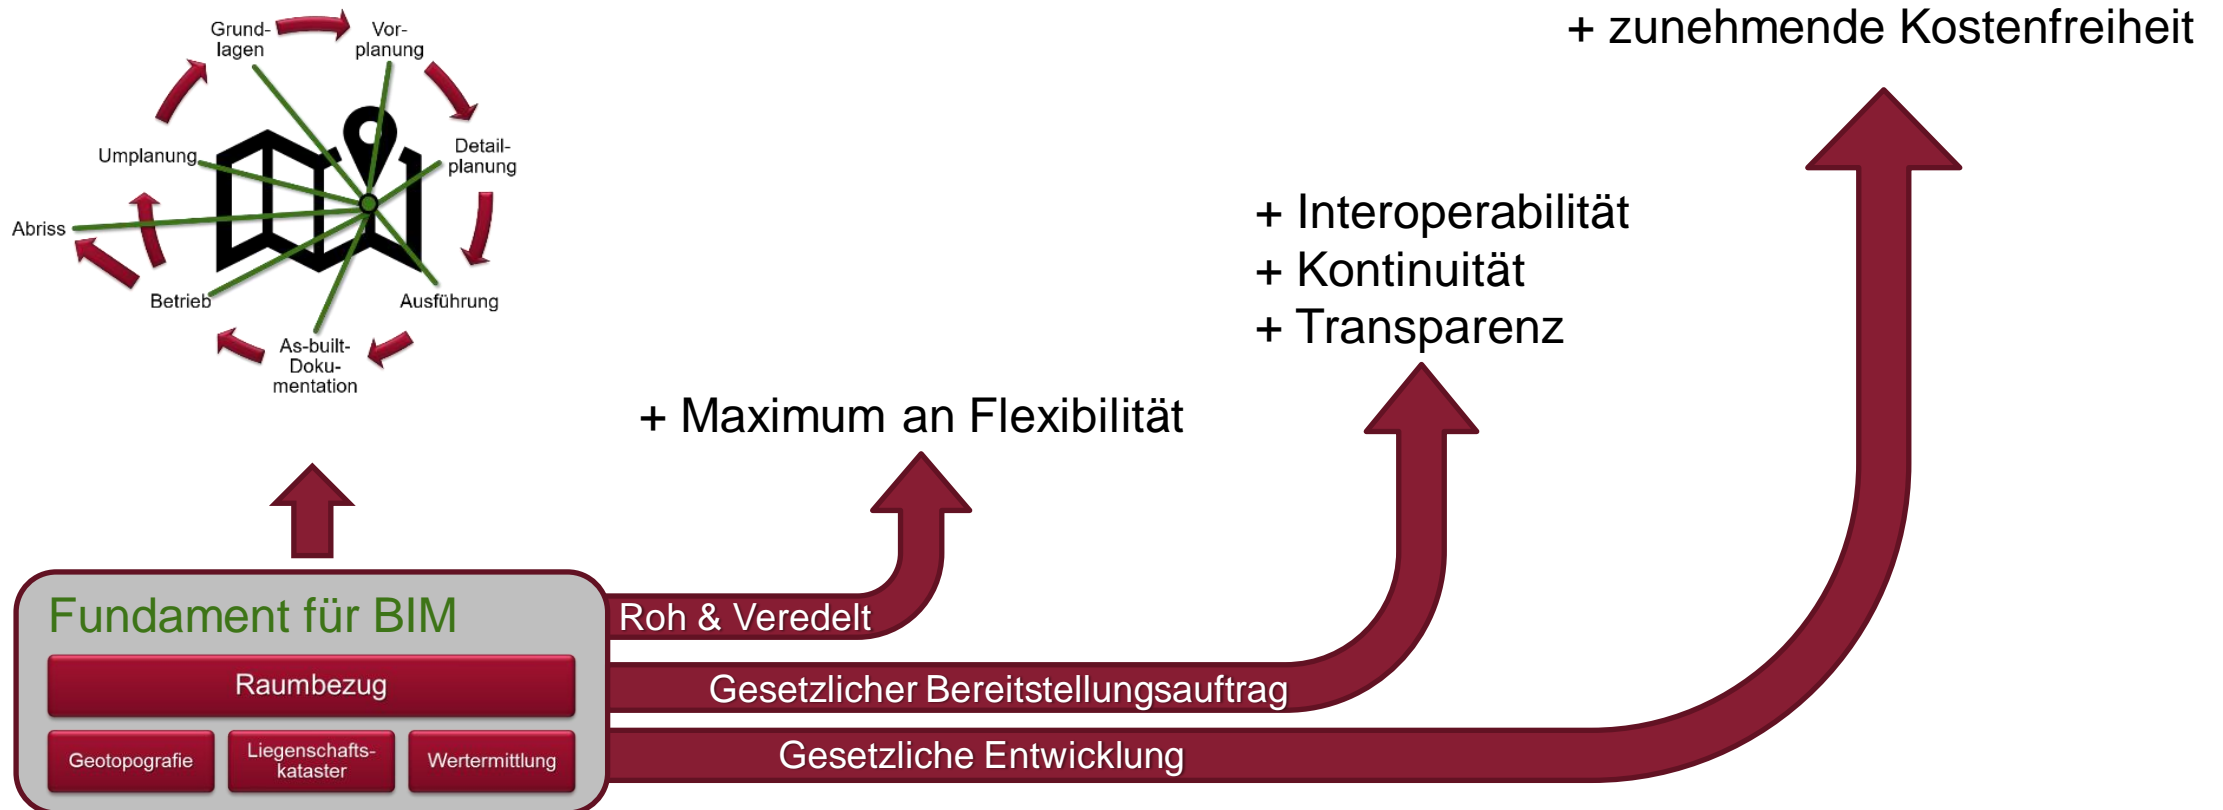 Grund-
lagen
Vor-
planung
+ zunehmende Kostenfreiheit
Umplanung
Detail-
planung
Abriss
Betrieb
Ausführung
As-built-
Doku-
mentation
+ Interoperabilität
+ Kontinuität
+ Transparenz
+ Maximum an Flexibilität
Fundament für BIM
Raumbezug
Geotopografie
Liegenschafts-
kataster
Wertermittlung
Roh & Veredelt
Gesetzlicher Bereitstellungsauftrag
Gesetzliche Entwicklung